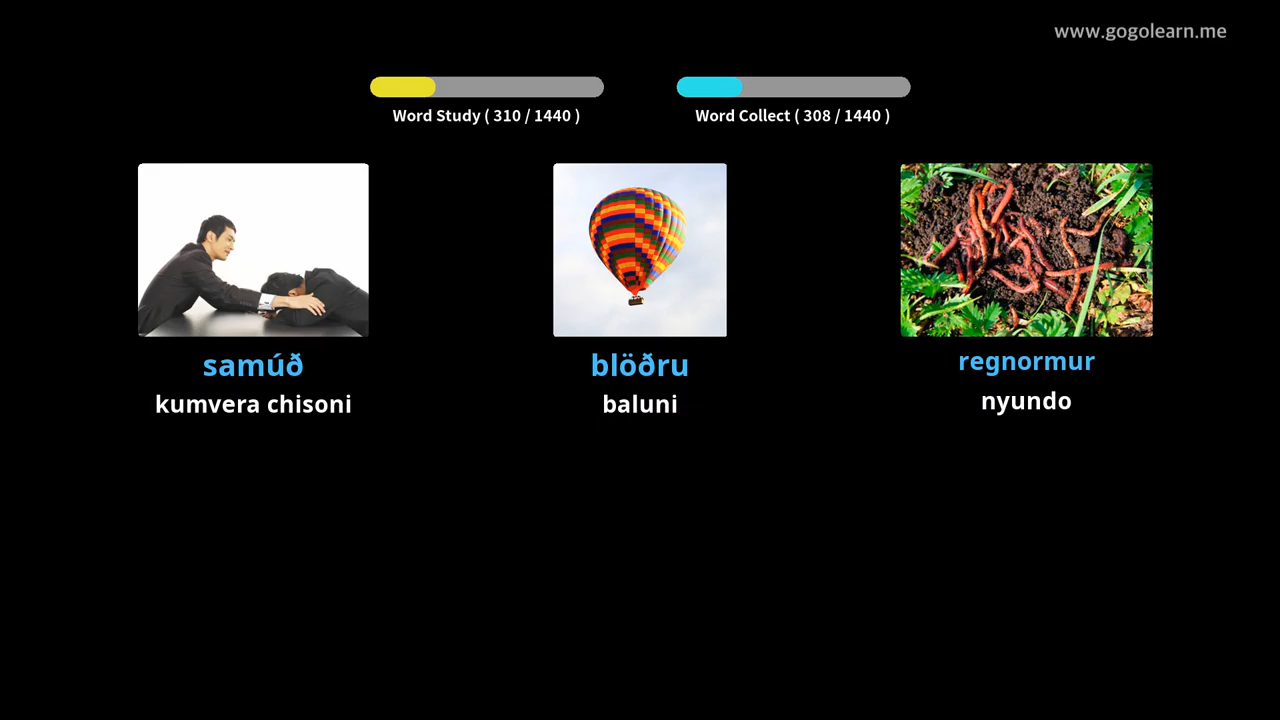 www.gogolearn.me
Word Study ( 310 / 1440 )
Word Collect ( 308 / 1440 )
samúð
kumvera chisoni
blöðru
baluni
regnormur
nyundo